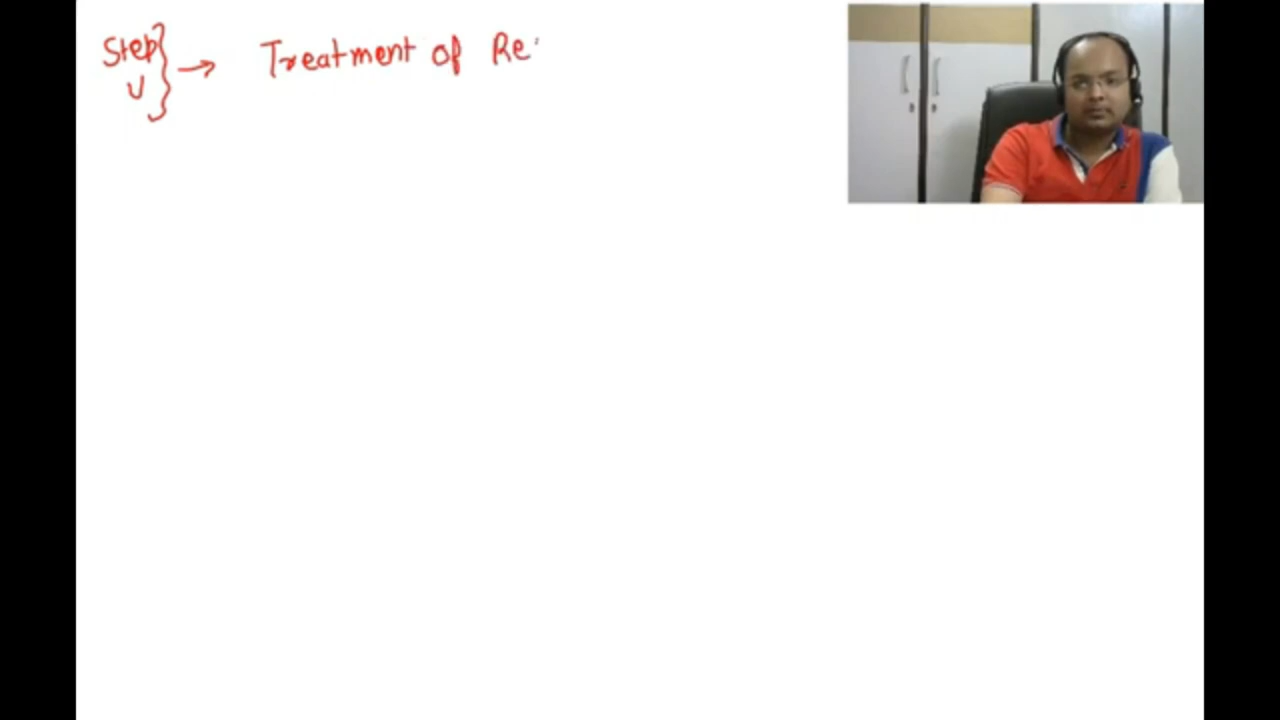 Step } → Treatment of Re
V